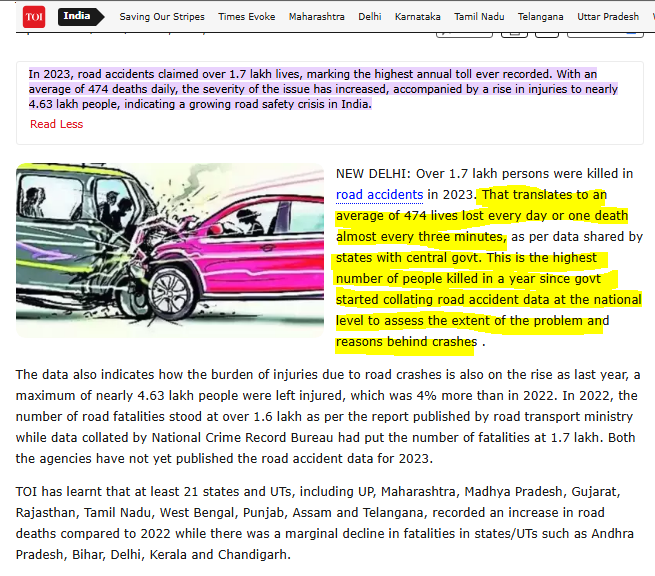 TOI India Saving Our Stripes Times Evoke Maharashtra Delhi Karnataka Tamil Nadu Telangana Uttar Pradesh
In 2023, road accidents claimed over 1.7 lakh lives, marking the highest annual toll ever recorded. With an
average of 474 deaths daily, the severity of the issue has increased, accompanied by a rise in injuries to nearly
4.63 lakh people, indicating a growing road safety crisis in India.
Read Less
NEW DELHI: Over 1.7 lakh persons were killed in
road accidents in 2023. That translates to an
average of 474 lives lost every day or one death
almost every three minutes, as per data shared by
states with central govt. This is the highest
number of people killed in a year since govt
started collating road accident data at the national
level to assess the extent of the problem and
reasons behind crashes .
The data also indicates how the burden of injuries due to road crashes is also on the rise as last year, a
maximum of nearly 4.63 lakh people were left injured, which was 4% more than in 2022. In 2022, the
number of road fatalities stood at over 1.6 lakh as per the report published by road transport ministry
while data collated by National Crime Record Bureau had put the number of fatalities at 1.7 lakh. Both
the agencies have not yet published the road accident data for 2023.
TOI has learnt that at least 21 states and UTs, including UP, Maharashtra, Madhya Pradesh, Gujarat,
Rajasthan, Tamil Nadu, West Bengal, Punjab, Assam and Telangana, recorded an increase in road
deaths compared to 2022 while there was a marginal decline in fatalities in states/UTs such as Andhra
Pradesh, Bihar, Delhi, Kerala and Chandigarh.